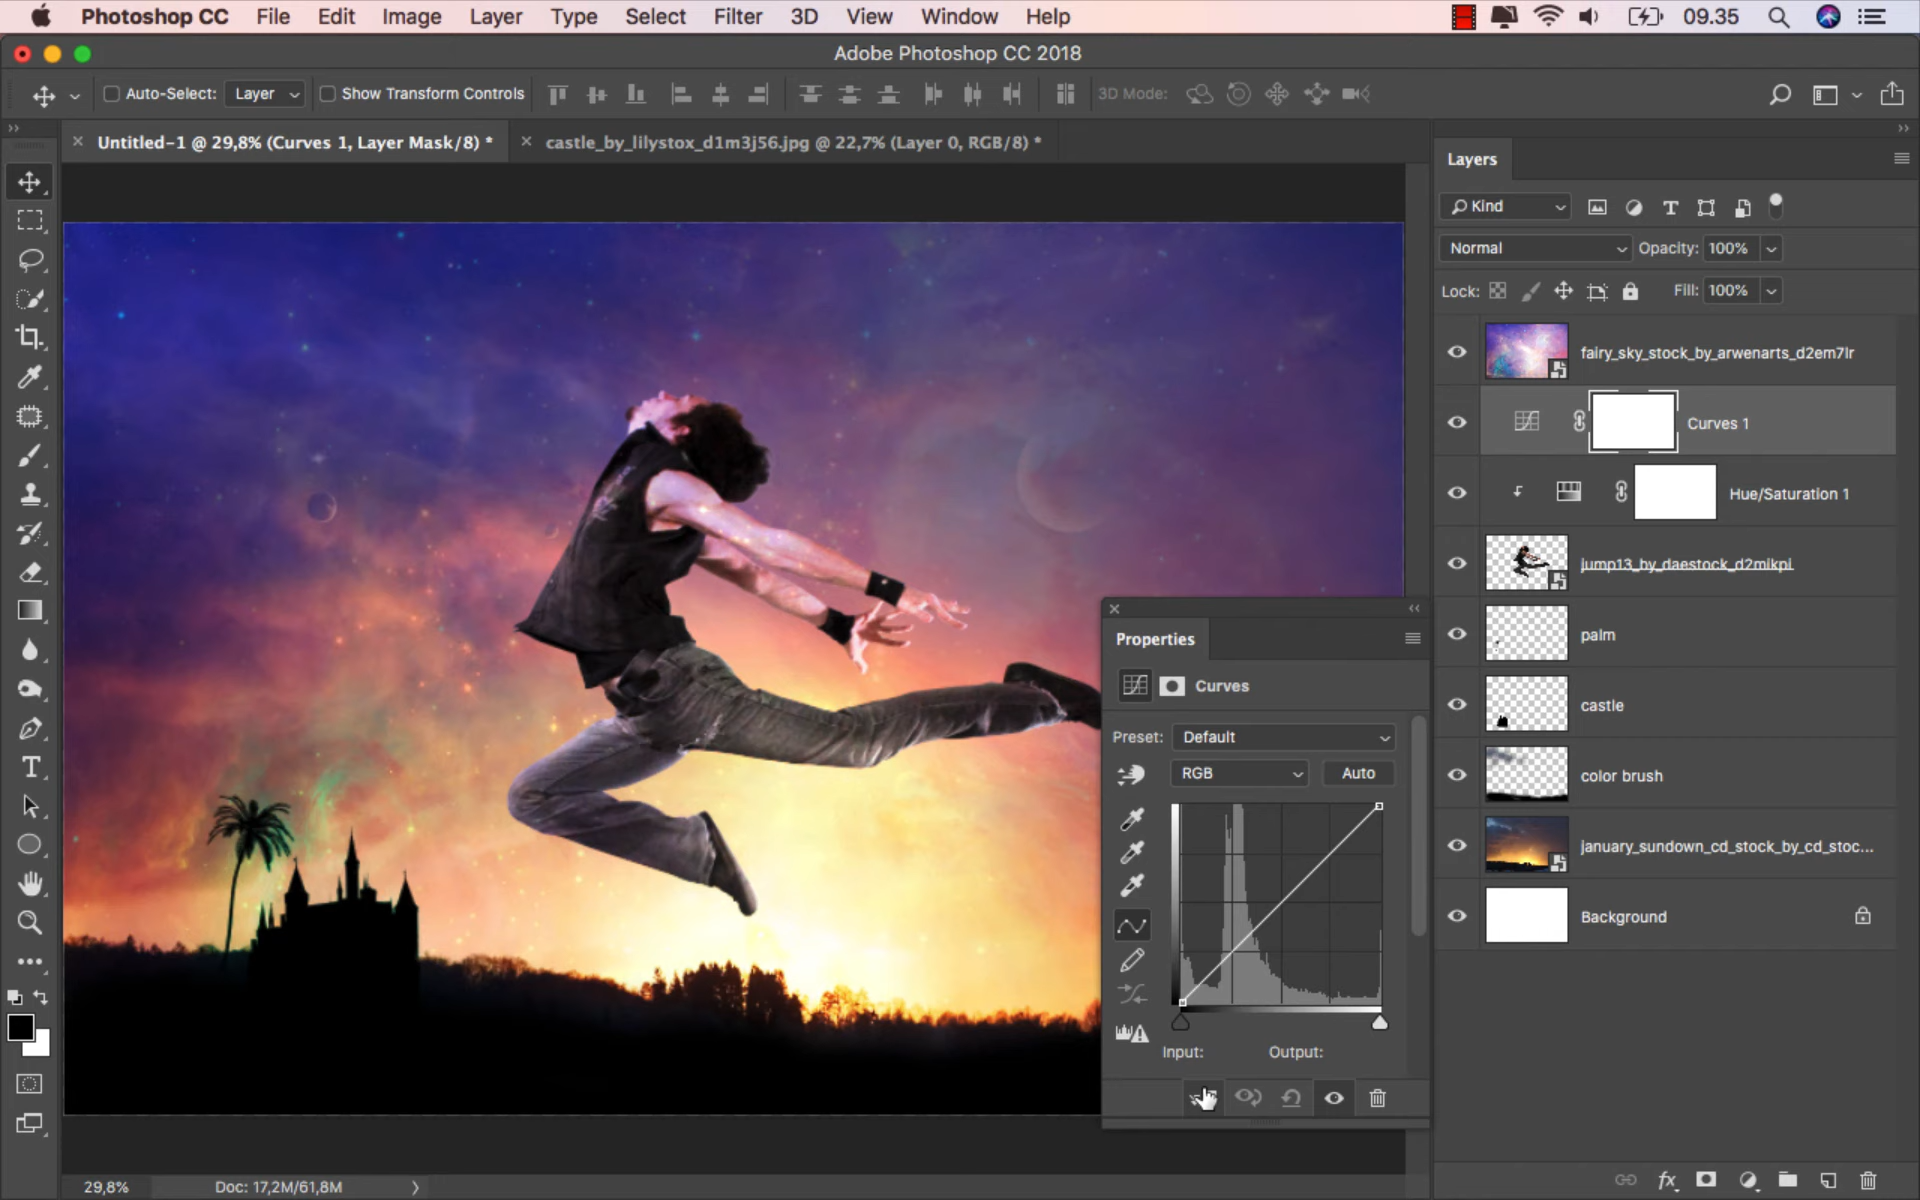 Photoshop CC File Edit Image Layer Type Select Filter 3D View Window Help 09.35
Adobe Photoshop CC 2018
Auto-Select: Layer Show Transform Controls 3D Mode:
Untitled-1 @ 29,8% (Curves 1, Layer Mask/8) * castle_by_lilystox_d1m3j56.jpg @ 22,7% (Layer 0, RGB/8) *
Layers
Kind
Normal Opacity: 100%
Lock: Fill: 100%
fairy_sky_stock_by_arwenarts_d2em7lr
Curves 1
Hue/Saturation 1
jump13_by_daestock_d2mikpi
palm
castle
color brush
january_sundown_cd_stock_by_cd_stoc...
Background
Properties
Curves
Preset: Default
RGB Auto
Input: Output:
29,8% Doc: 17,2M/61,8M